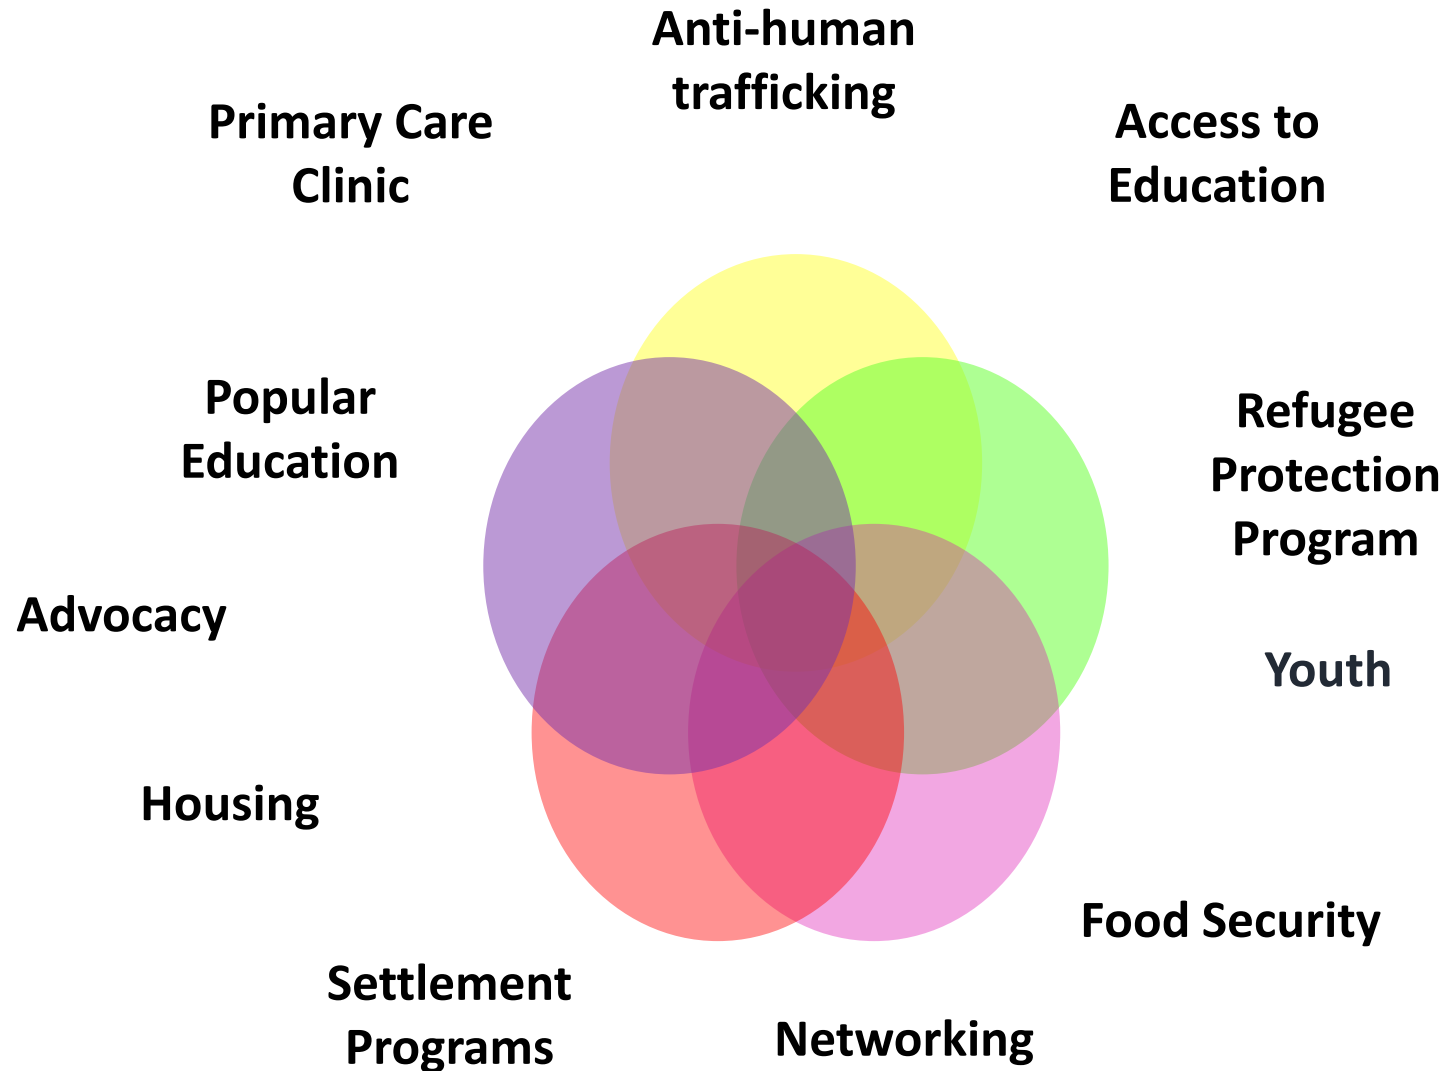 Anti-human
trafficking
Primary Care
Clinic
Access to
Education
Popular
Education
Refugee
Protection
Program
Advocacy
Youth
Housing
Food Security
Settlement
Programs
Networking